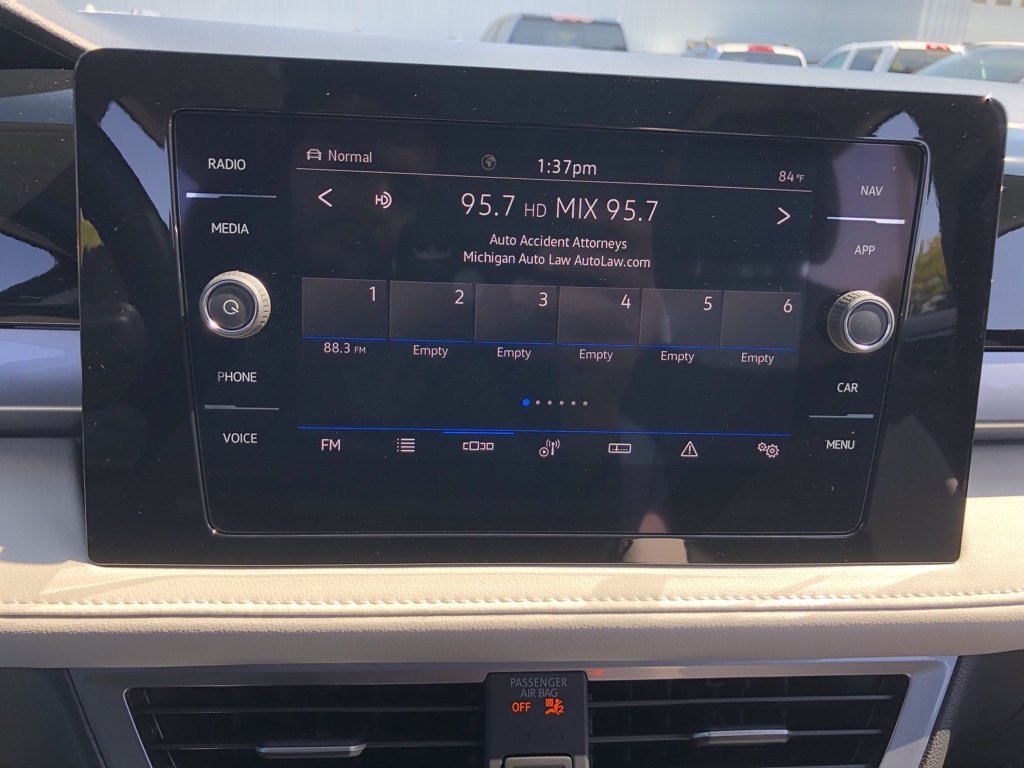 RADIO
MEDIA
PHONE
VOICE
Normal
1:37pm
84°F
HD
95.7 HD MIX 95.7
Auto Accident Attorneys
Michigan Auto Law AutoLaw.com
1 2 3 4 5 6
88.3 FM Empty Empty Empty Empty Empty
FM
NAV
APP
CAR
MENU
PASSENGER
AIR BAG
OFF